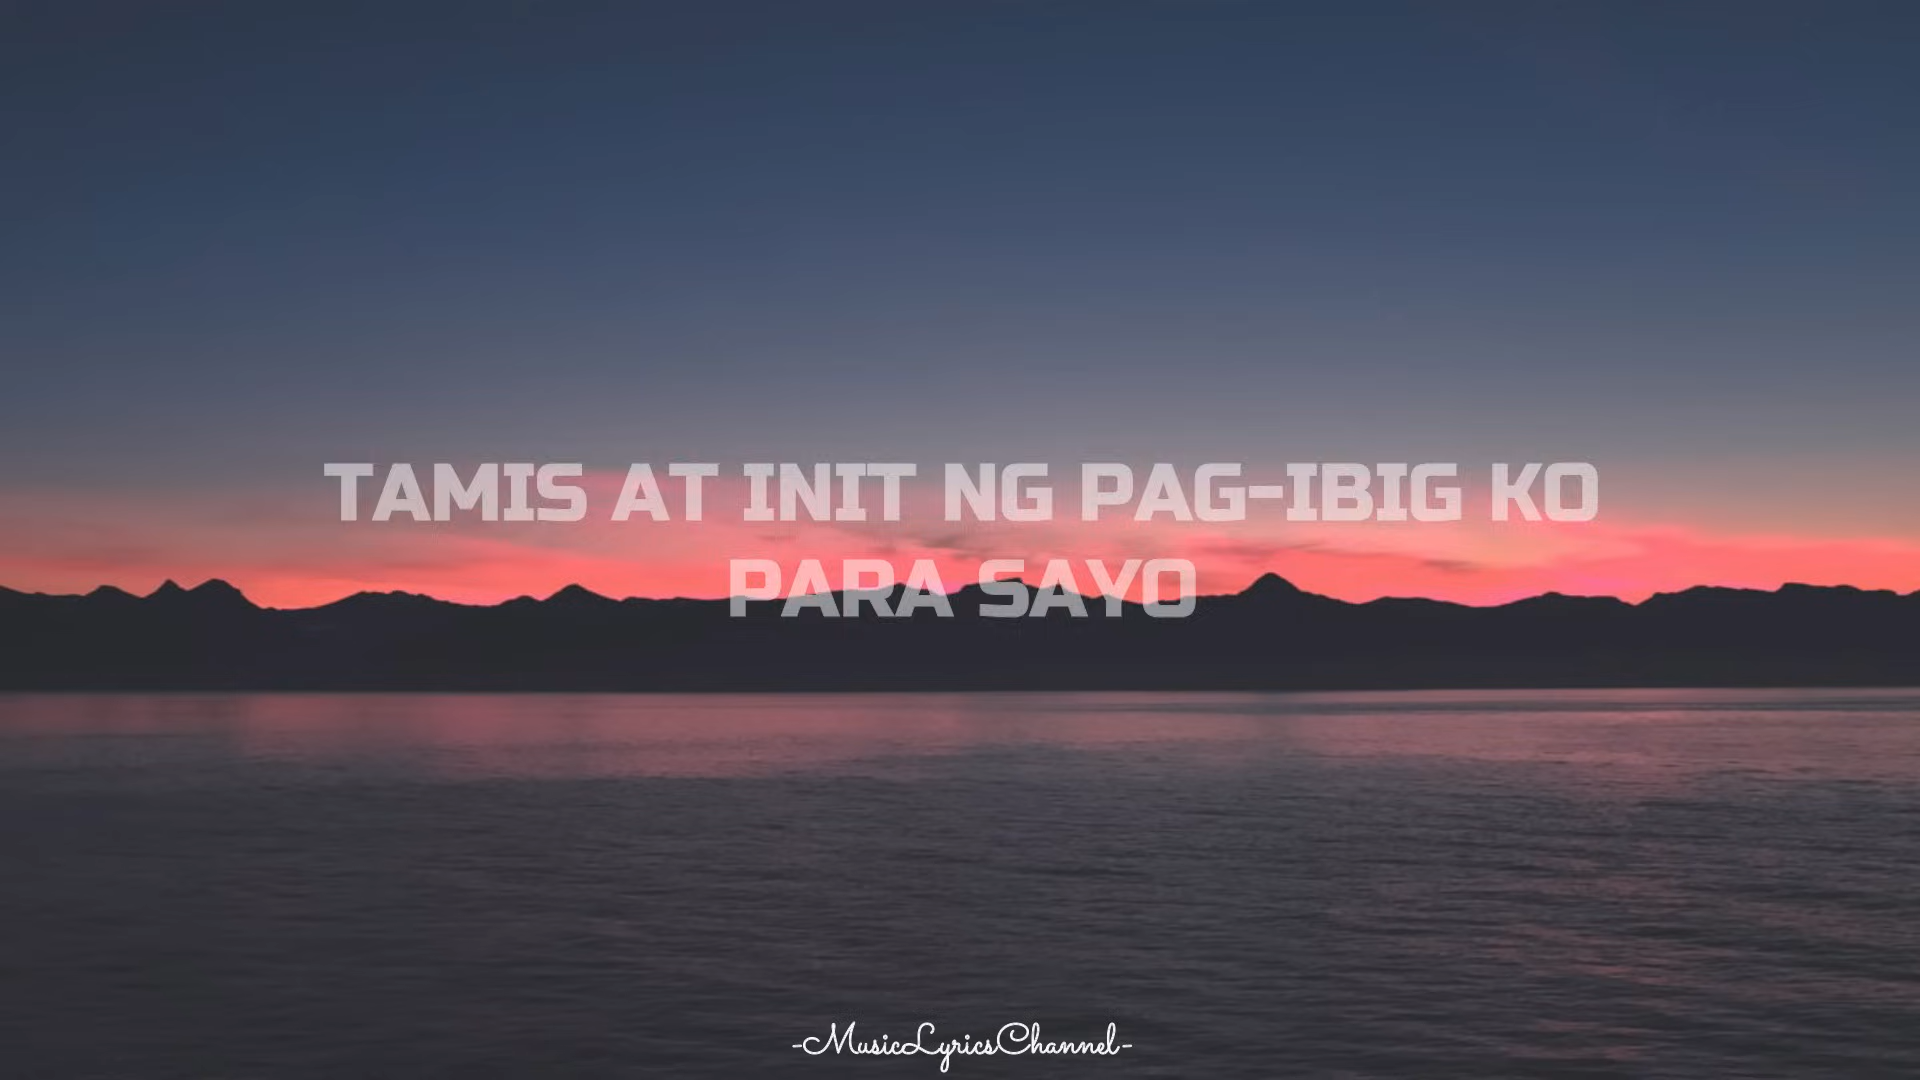 TAMIS AT INIT NG PAG-IBIG KO
PARA SAYO
-MusicLyricsChannel-